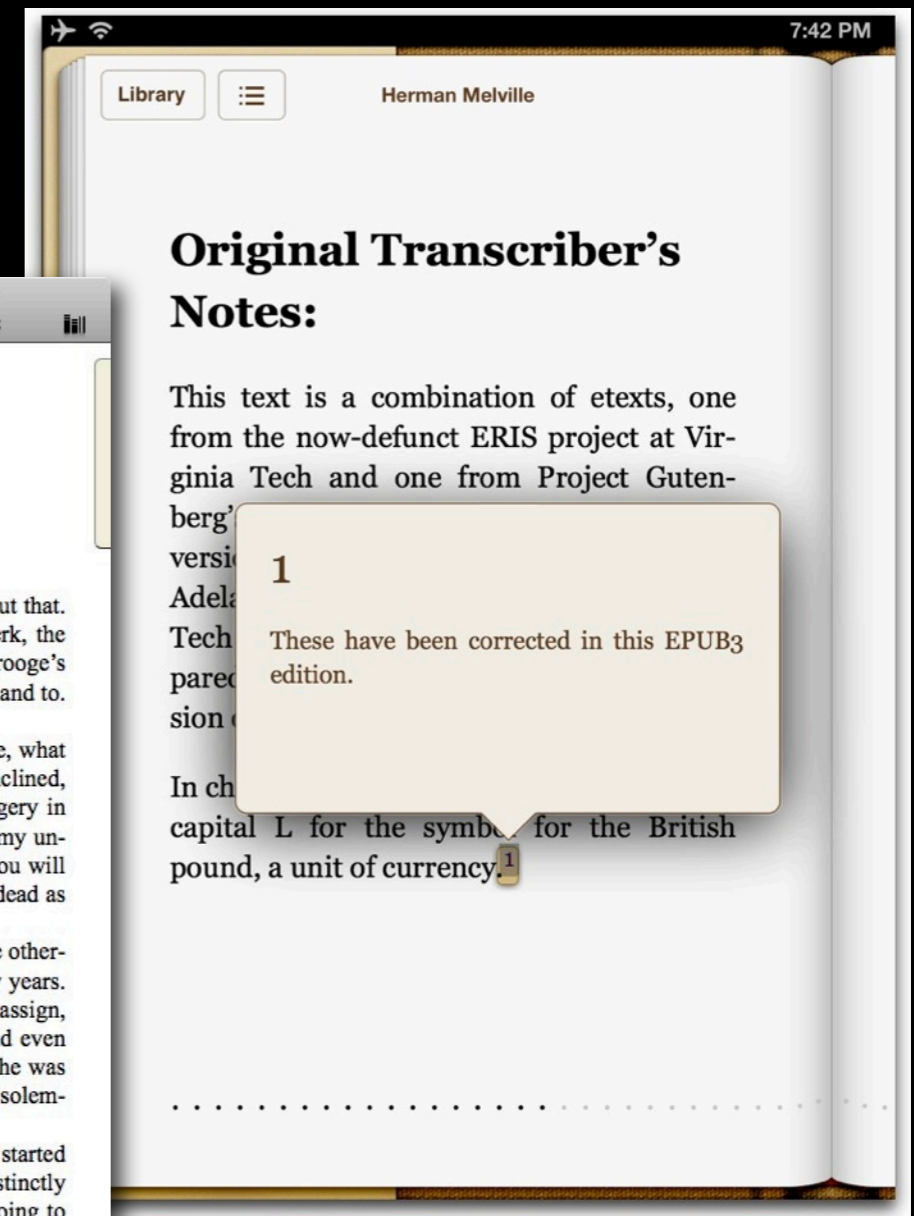 7:42 PM
Library
Herman Melville
Original Transcriber’s
Notes:
This text is a combination of etexts, one
from the now-defunct ERIS project at Vir-
ginia Tech and one from Project Guten-
berg’
versi
Adela
Tech
pared
sion
In ch
capital L for the symbol for the British
pound, a unit of currency.1
1
These have been corrected in this EPUB3
edition.
ut that.
rk, the
rooge’s
and to.
e, what
clined,
gery in
my un-
ou will
dead as
e other-
years.
assign,
d even
he was
solem-
started
stinctly
oing to